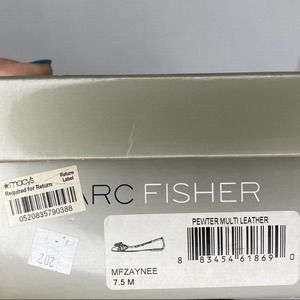 ★macy's
Return
Label
Required for Return
0520835790388
ARC FISHER
202
PEWTER MULTI LEATHER
8 83454 61869 0
MFZAYNEE
7.5 M